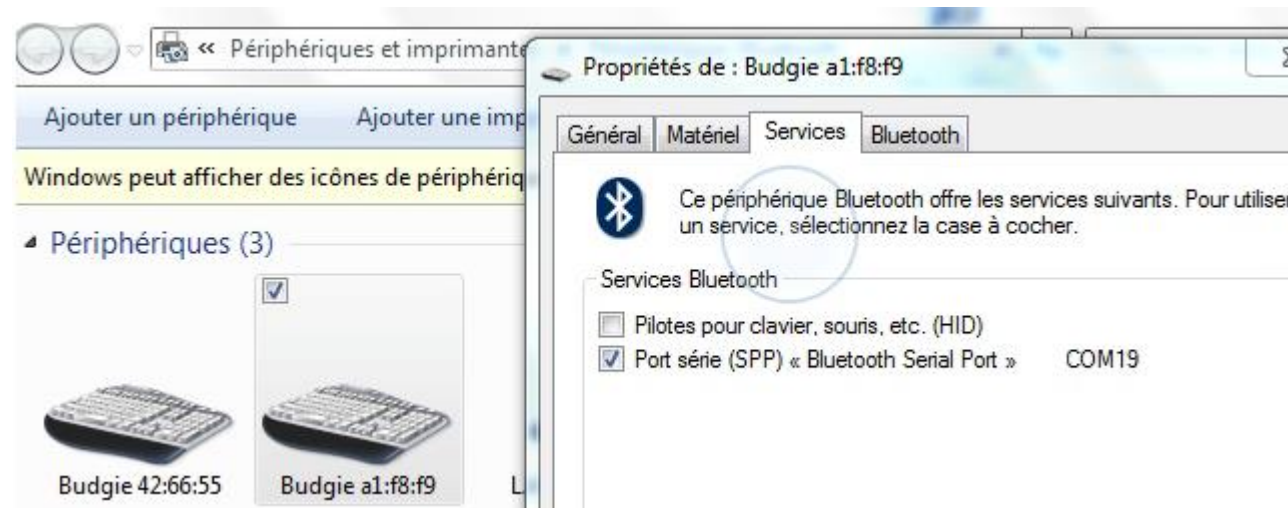 « Périphériques et imprimante
Propriétés de : Budgie a1:f8:f9
Ajouter un périphérique Ajouter une imp
Général Matériel Services Bluetooth
Windows peut afficher des icônes de périphériq
Ce périphérique Bluetooth offre les services suivants. Pour utiliser
un service, sélectionnez la case à cocher.
Périphériques (3)
Services Bluetooth
Pilotes pour clavier, souris, etc. (HID)
Port série (SPP) « Bluetooth Serial Port » COM19
Budgie 42:66:55 Budgie a1:f8:f9 L